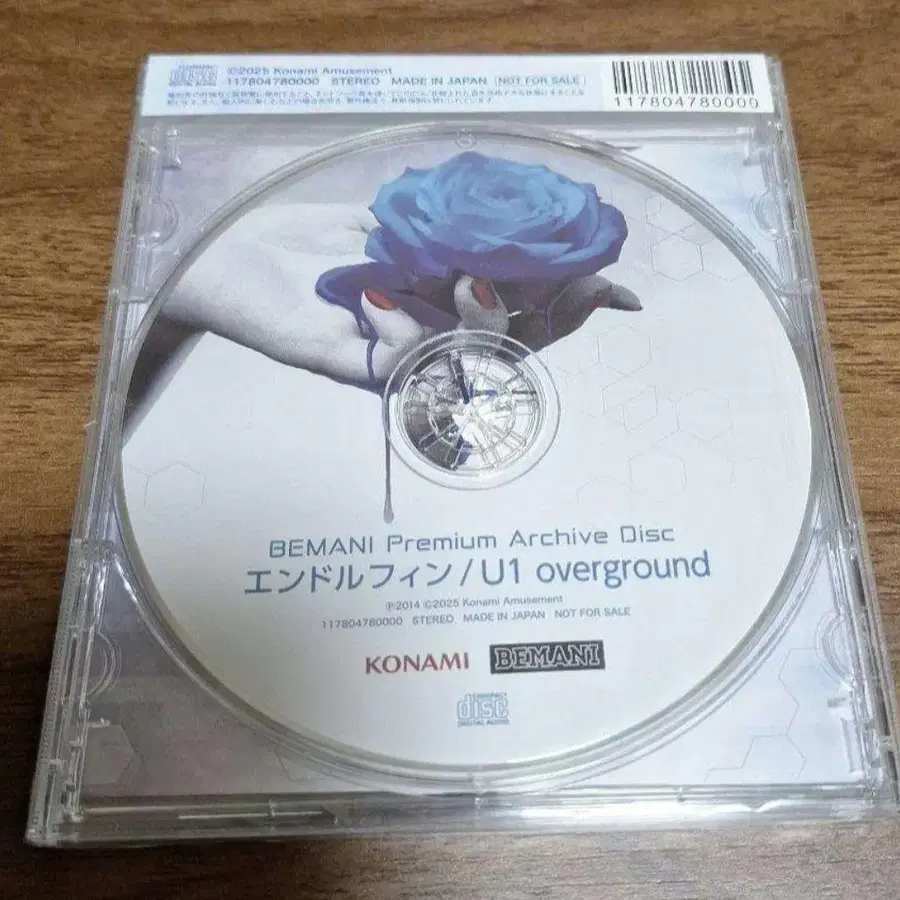 COMPACT disc DIGITAL AUDIO
©2025 Konami Amusement
117804780000 STEREO MADE IN JAPAN NOT FOR SALE
117804780000
BEMANI Premium Archive Disc
エンドルフィン/U1 overground
℗2014 ©2025 Konami Amusement
117804780000 STEREO MADE IN JAPAN NOT FOR SALE
KONAMI BEMANI
COMPACT disc DIGITAL AUDIO